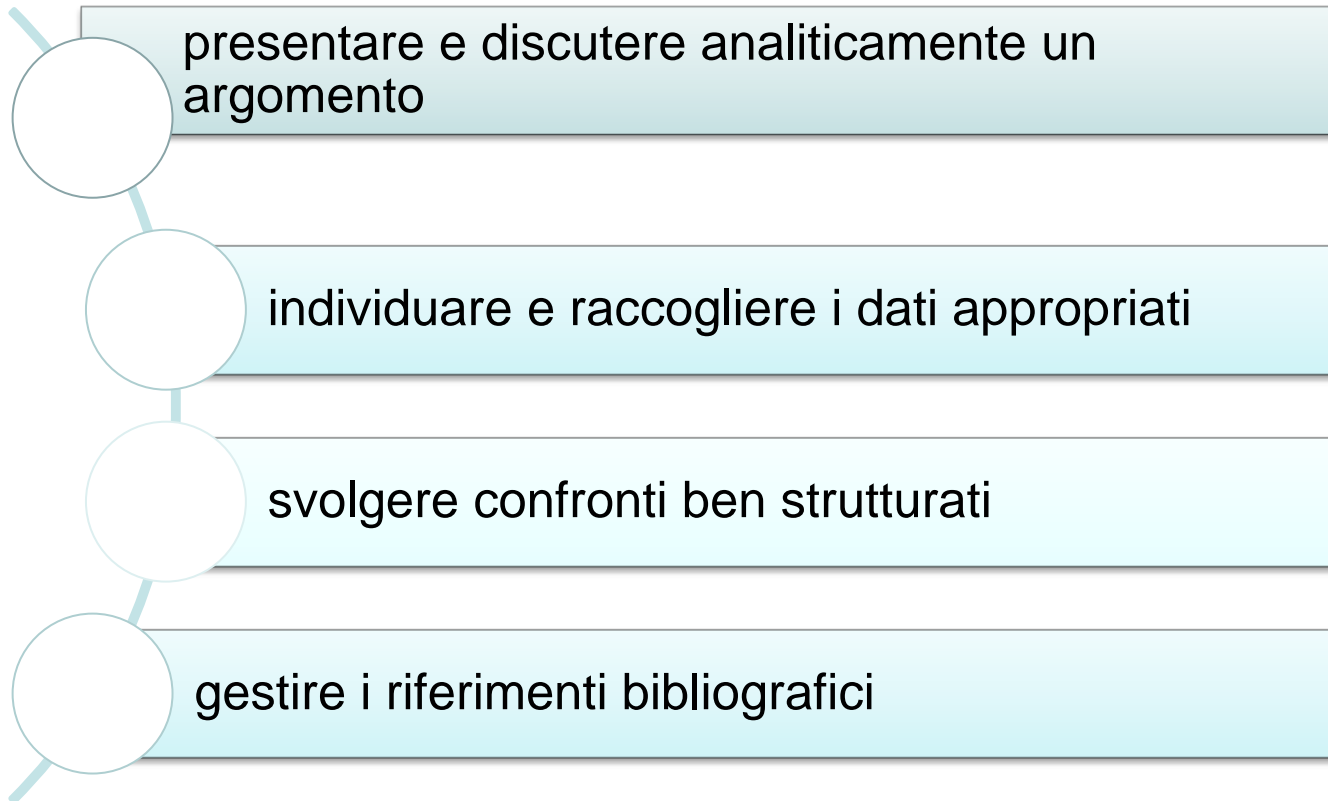 presentare e discutere analiticamente un
argomento
individuare e raccogliere i dati appropriati
svolgere confronti ben strutturati
gestire i riferimenti bibliografici